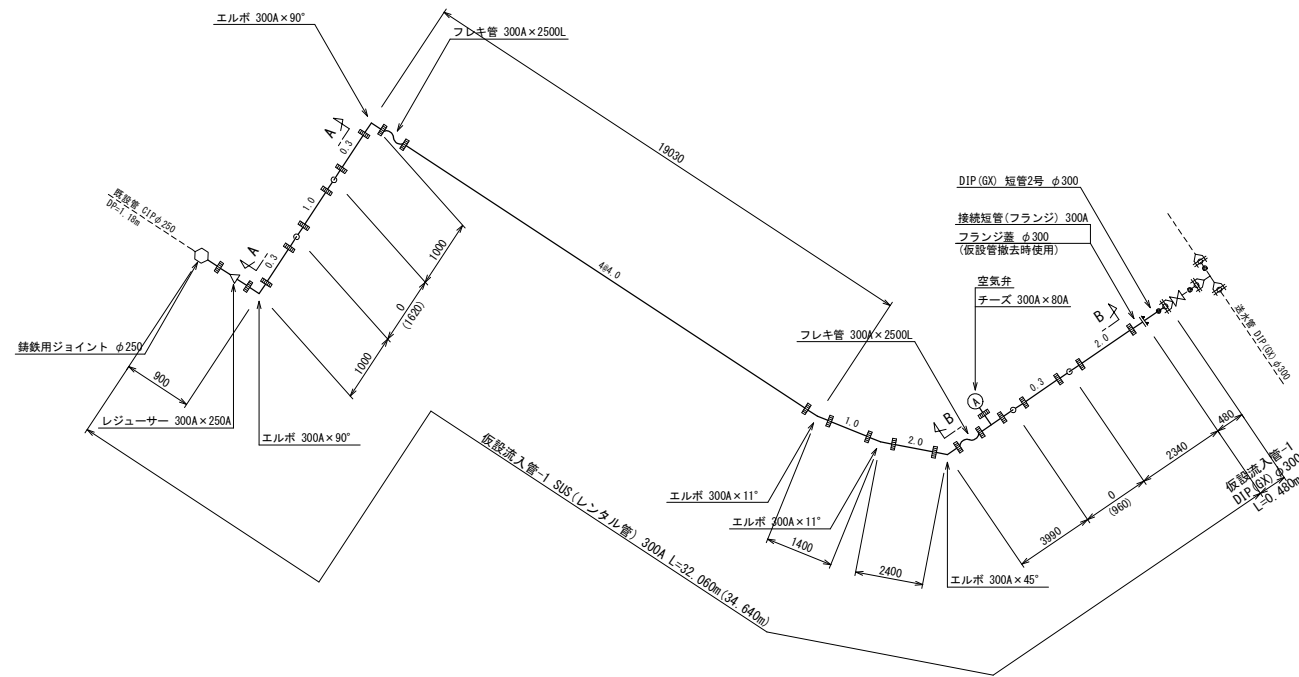 エルボ 300A×90°
フレキ管 300A×2500L
19030
A
0.3
既設管 CIPφ250
DP=1.18m
1.0
A
0.3
1000
0
(1620)
1000
4@4.0
鋳鉄用ジョイント φ250
900
レジューサー 300A×250A
エルボ 300A×90°
DIP(GX) 短管2号 φ300
接続短管(フランジ) 300A
フランジ蓋 φ300
(仮設管撤去時使用)
空気弁
チーズ 300A×80A
フレキ管 300A×2500L
A
B
2.0
0.3
送水管 DIP(GX)φ300
B
1.0
2.0
480
2340
0
(960)
3990
仮設流入管-1
DIP(GX) φ300
L=0.480m
エルボ 300A×11°
エルボ 300A×11°
1400
2400
エルボ 300A×45°
仮設流入管-1 SUS(レンタル管) 300A L=32.060m(34.640m)